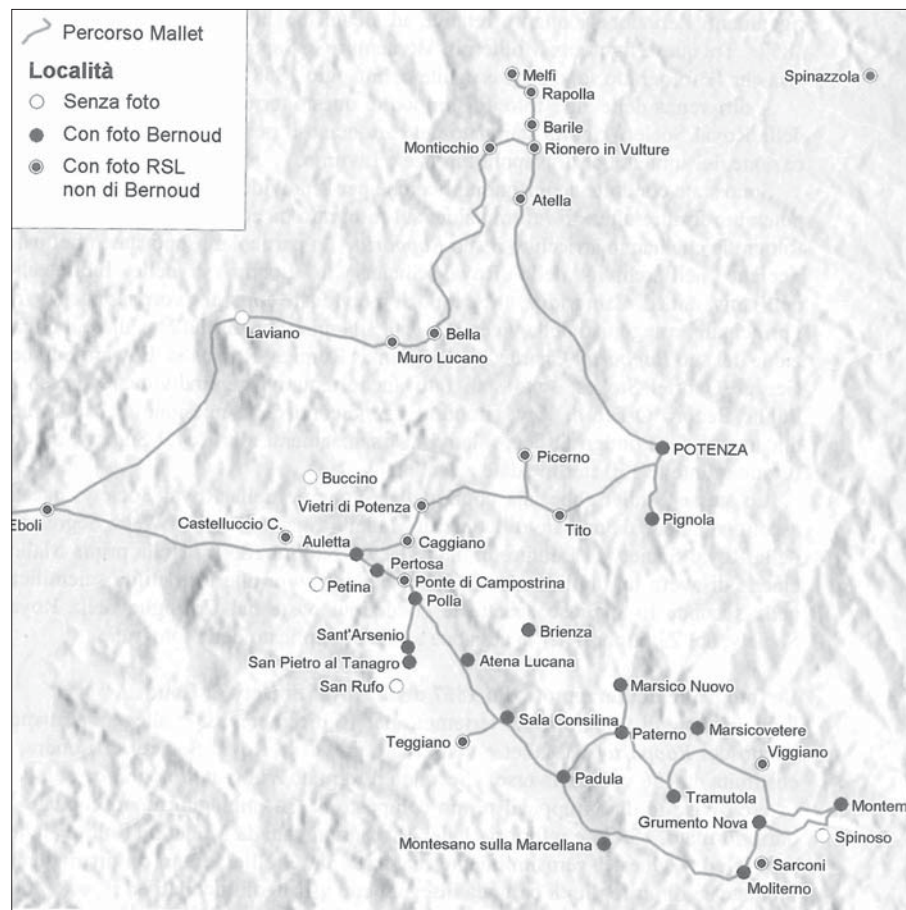 Percorso Mallet
Località
Senza foto
Con foto Bernoud
Con foto RSL
non di Bernoud
Melfi
Spinazzola
Rapolla
Barile
Monticchio
Rionero in Vulture
Atella
Laviano
Bella
Muro Lucano
POTENZA
Picerno
Buccino
Vietri di Potenza
Eboli
Castelluccio C.
Tito
Pignola
Auletta
Caggiano
Pertosa
Ponte di Campostrina
Petina
Polla
Brienza
Sant'Arsenio
San Pietro al Tanagro
Atena Lucana
San Rufo
Marsico Nuovo
Sala Consilina
Teggiano
Paterno
Marsicovetere
Viggiano
Padula
Tramutola
Montem
Grumento Nova
Spinoso
Montesano sulla Marcellana
Sarconi
Moliterno